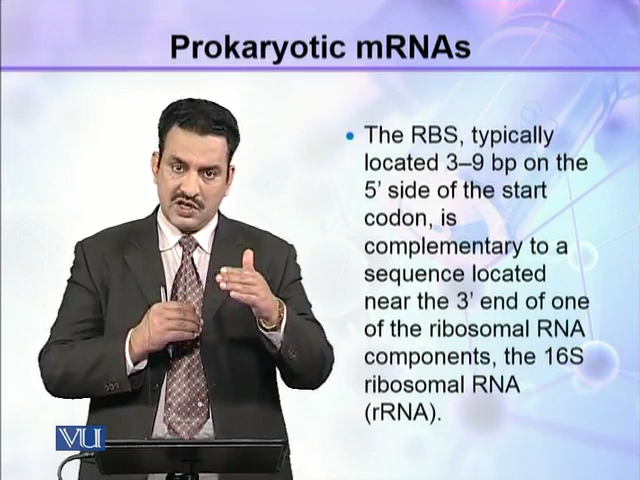 Prokaryotic mRNAs
• The RBS, typically
located 3–9 bp on the
5’ side of the start
codon, is
complementary to a
sequence located
near the 3’ end of one
of the ribosomal RNA
components, the 16S
ribosomal RNA
(rRNA).
VU